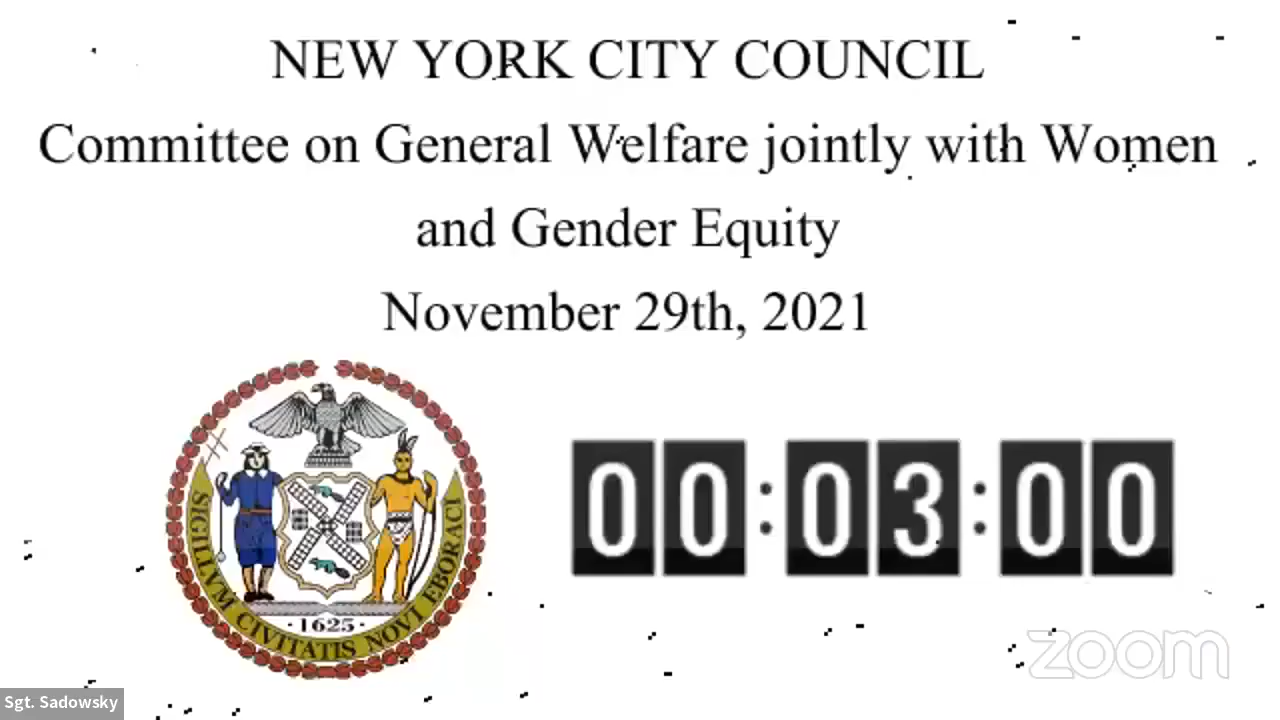 NEW YORK CITY COUNCIL
Committee on General Welfare jointly with Women
and Gender Equity
November 29th, 2021
00:03:00
SIGILLVM CIVITATIS NOVI EBORACI
·1625·
zoom
Sgt. Sadowsky